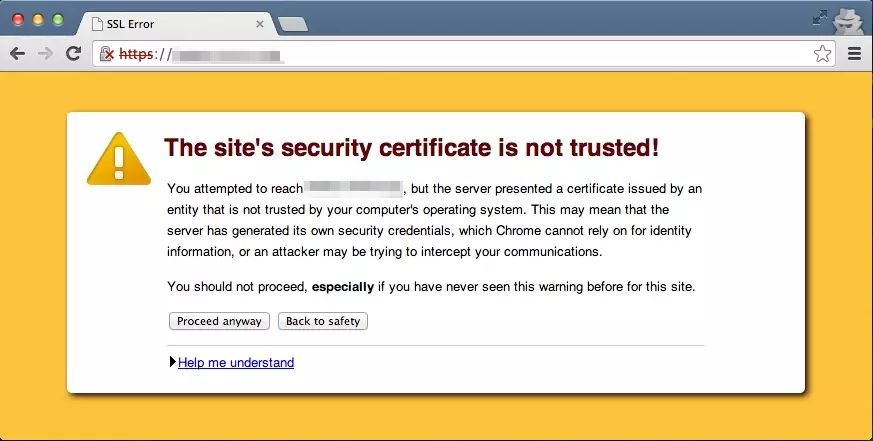 SSL Error
https://
The site's security certificate is not trusted!
You attempted to reach , but the server presented a certificate issued by an
entity that is not trusted by your computer's operating system. This may mean that the
server has generated its own security credentials, which Chrome cannot rely on for identity
information, or an attacker may be trying to intercept your communications.
You should not proceed, especially if you have never seen this warning before for this site.
Proceed anyway Back to safety
Help me understand